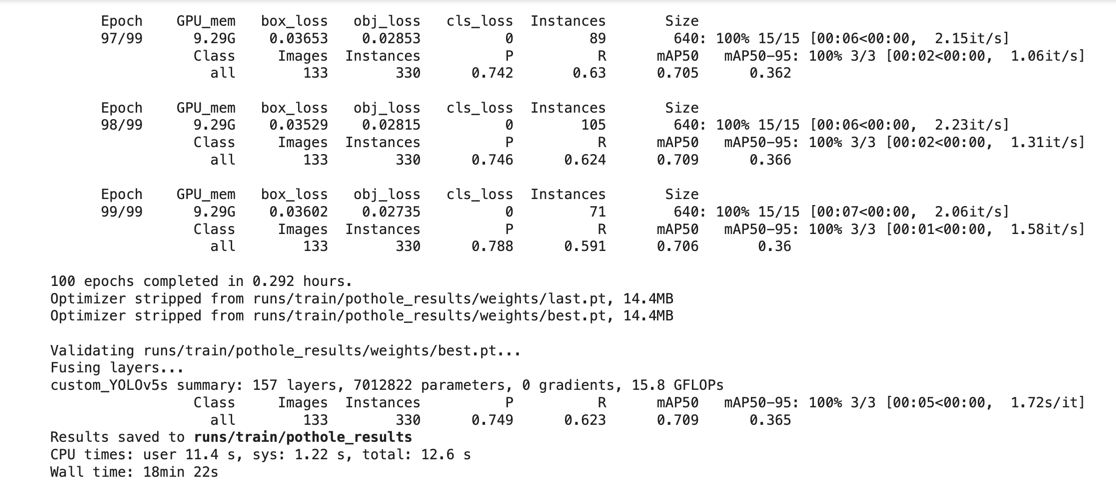 Epoch GPU_mem box_loss obj_loss cls_loss Instances Size
97/99 9.29G 0.03653 0.02853 0 89 640: 100% 15/15 [00:06<00:00, 2.15it/s]
Class Images Instances P R mAP50 mAP50-95: 100% 3/3 [00:02<00:00, 1.06it/s]
all 133 330 0.742 0.63 0.705 0.362
Epoch GPU_mem box_loss obj_loss cls_loss Instances Size
98/99 9.29G 0.03529 0.02815 0 105 640: 100% 15/15 [00:06<00:00, 2.23it/s]
Class Images Instances P R mAP50 mAP50-95: 100% 3/3 [00:02<00:00, 1.31it/s]
all 133 330 0.746 0.624 0.709 0.366
Epoch GPU_mem box_loss obj_loss cls_loss Instances Size
99/99 9.29G 0.03602 0.02735 0 71 640: 100% 15/15 [00:07<00:00, 2.06it/s]
Class Images Instances P R mAP50 mAP50-95: 100% 3/3 [00:01<00:00, 1.58it/s]
all 133 330 0.788 0.591 0.706 0.36
100 epochs completed in 0.292 hours.
Optimizer stripped from runs/train/pothole_results/weights/last.pt, 14.4MB
Optimizer stripped from runs/train/pothole_results/weights/best.pt, 14.4MB
Validating runs/train/pothole_results/weights/best.pt...
Fusing layers...
custom_YOLOv5s summary: 157 layers, 7012822 parameters, 0 gradients, 15.8 GFLOPs
Class Images Instances P R mAP50 mAP50-95: 100% 3/3 [00:05<00:00, 1.72s/it]
all 133 330 0.749 0.623 0.709 0.365
Results saved to runs/train/pothole_results
CPU times: user 11.4 s, sys: 1.22 s, total: 12.6 s
Wall time: 18min 22s